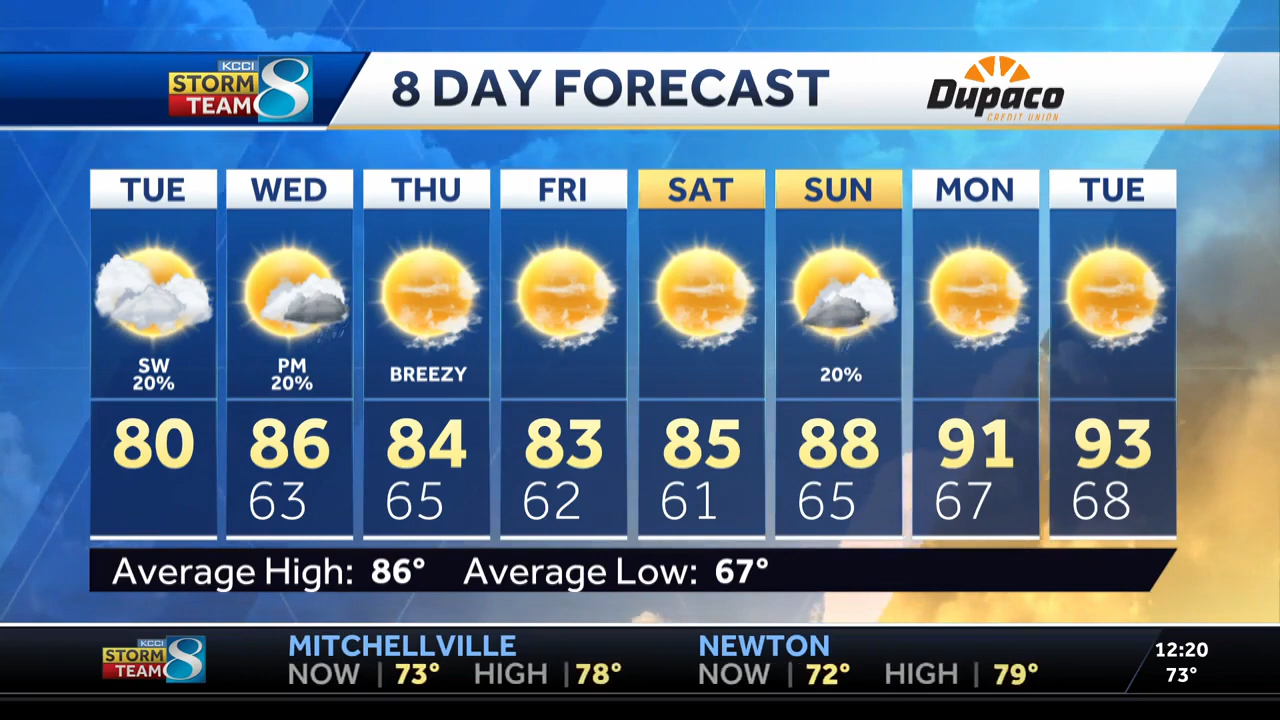 KCCI
STORM
TEAM 8
8 DAY FORECAST
Dupaco
CREDIT UNION
TUE WED THU FRI SAT SUN MON TUE
SW PM BREEZY 20%
20% 20%
80 86 84 83 85 88 91 93
63 65 62 61 65 67 68
Average High: 86° Average Low: 67°
KCCI
STORM
TEAM 8
MITCHELLVILLE NEWTON
NOW | 73° HIGH | 78° NOW | 72° HIGH | 79°
12:20
73°